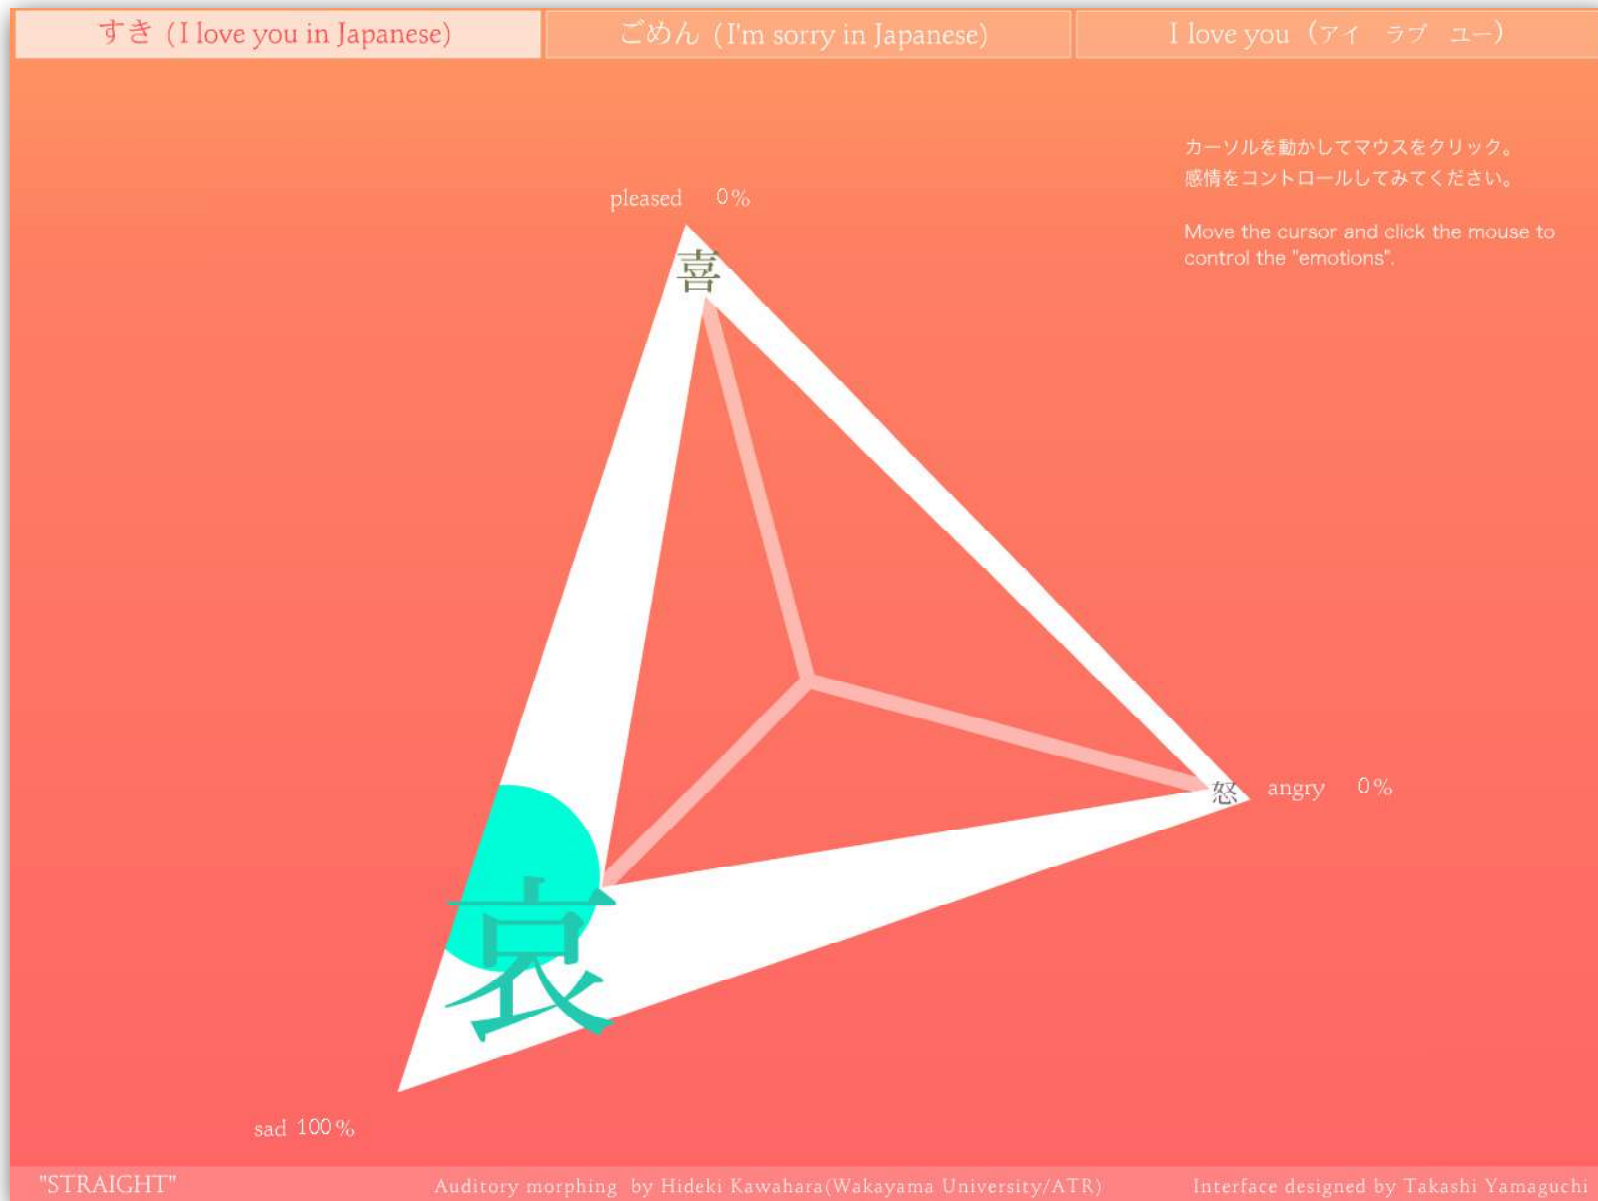 すき (I love you in Japanese)
ごめん (I'm sorry in Japanese)
I love you (アイ ラブ ユー)
カーソルを動かしてマウスをクリック。
感情をコントロールしてみてください。
Move the cursor and click the mouse to
control the "emotions".
pleased 0%
喜
怒
angry 0%
哀
sad 100%
"STRAIGHT"
Auditory morphing by Hideki Kawahara(Wakayama University/ATR)
Interface designed by Takashi Yamaguchi